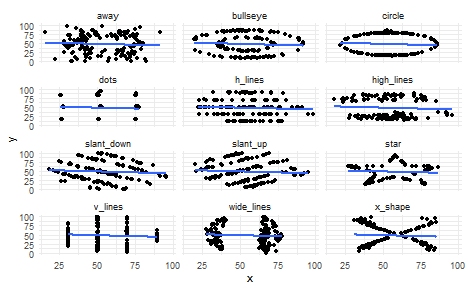 away bullseye circle
100
75
50
25
0
dots h_lines high_lines
100
75
50
25
0
y
slant_down slant_up star
100
75
50
25
0
v_lines wide_lines x_shape
100
75
50
25
0
25 50 75 100 25 50 75 100 25 50 75 100
x